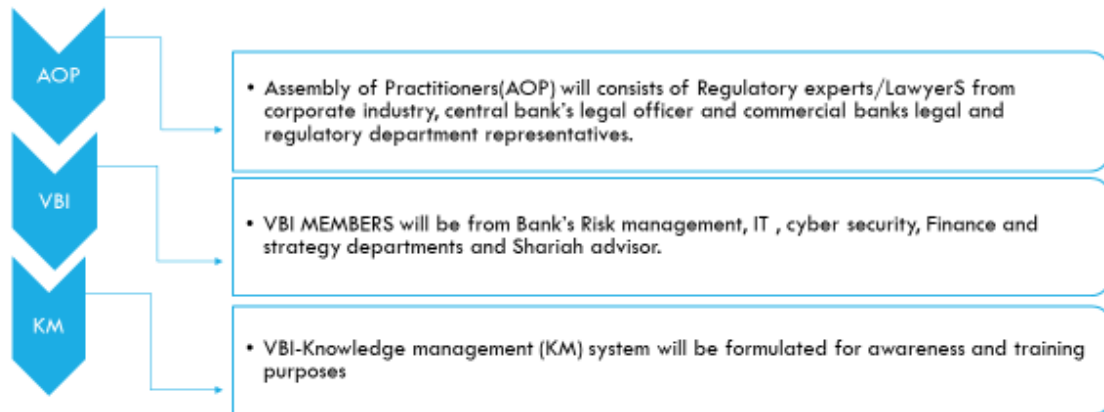 AOP
• Assembly of Practitioners(AOP) will consists of Regulatory experts/LawyerS from
corporate industry, central bank's legal officer and commercial banks legal and
regulatory department representatives.
VBI
• VBI MEMBERS will be from Bank's Risk management, IT , cyber security, Finance and
strategy departments and Shariah advisor.
KM
• VBI-Knowledge management (KM) system will be formulated for awareness and training
purposes